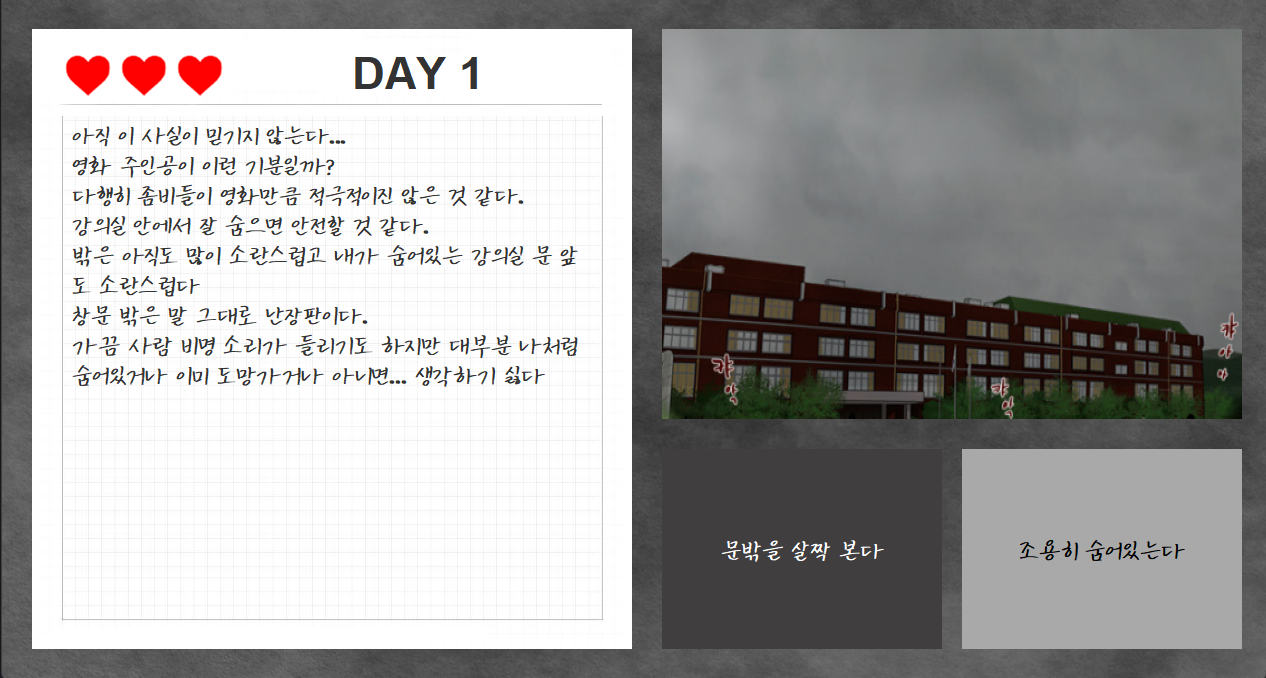 DAY 1
아직 이 사실이 믿기지 않는다...
영화 주인공이 이런 기분일까?
다행히 좀비들이 영화만큼 적극적이진 않은 것 같다.
강의실 안에서 잘 숨으면 안전할 것 같다.
밖은 아직도 많이 소란스럽고 내가 숨어있는 강의실 문 앞
도 소란스럽다
창문 밖은 말 그대로 난장판이다.
가끔 사람 비명 소리가 들리기도 하지만 대부분 나처럼
숨어있거나 이미 도망가거나 아니면... 생각하기 싫다
캬악
캬악
캬아아
문밖을 살짝 본다
조용히 숨어있는다